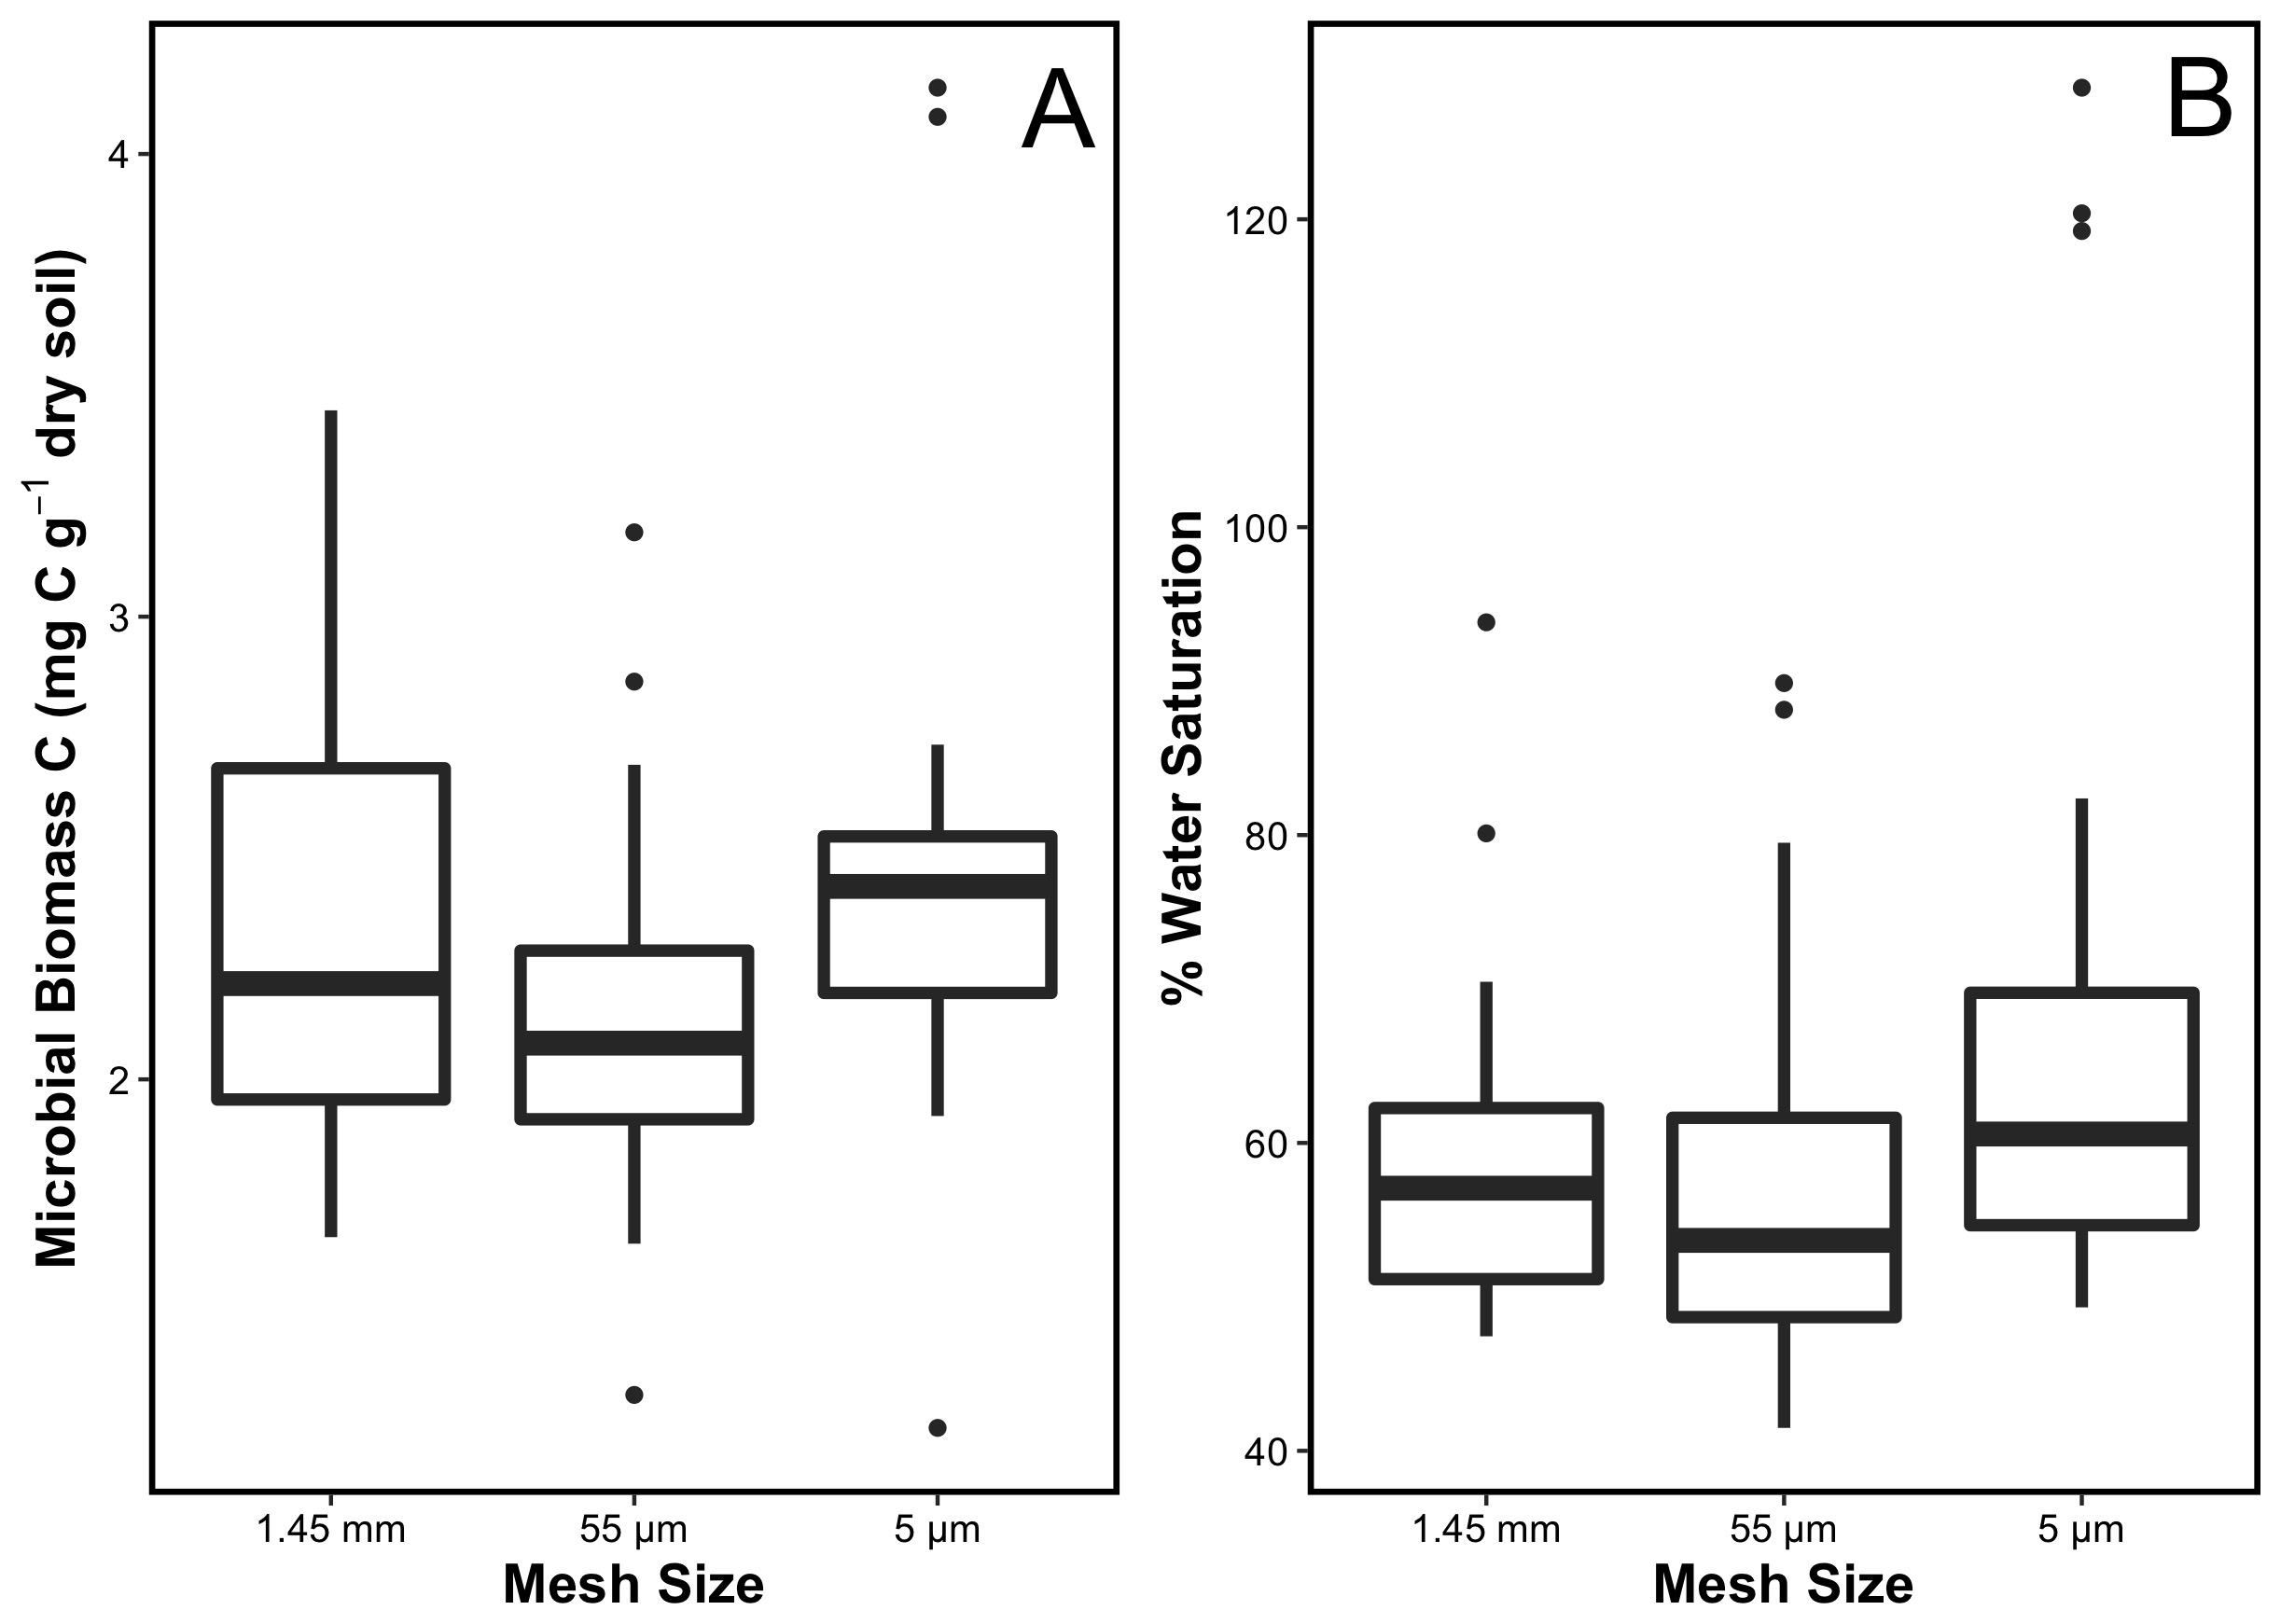 A
Microbial Biomass C (mg C g⁻¹ dry soil)
4
3
2
1.45 mm
55 µm
5 µm
Mesh Size
B
% Water Saturation
120
100
80
60
40
1.45 mm
55 µm
5 µm
Mesh Size